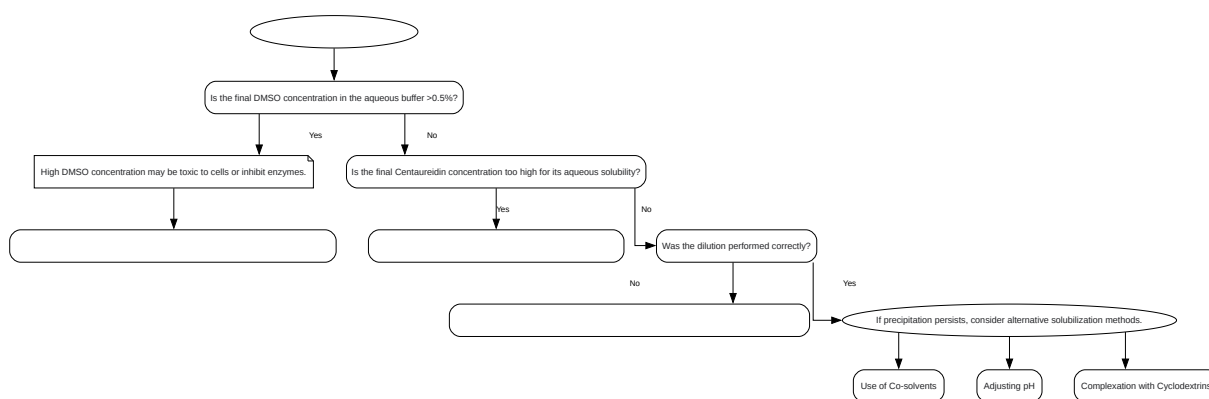 Is the final DMSO concentration in the aqueous buffer >0.5%?
Yes
No
High DMSO concentration may be toxic to cells or inhibit enzymes.
Is the final Centaureidin concentration too high for its aqueous solubility?
Yes
No
Was the dilution performed correctly?
No
Yes
If precipitation persists, consider alternative solubilization methods.
Use of Co-solvents
Adjusting pH
Complexation with Cyclodextrins